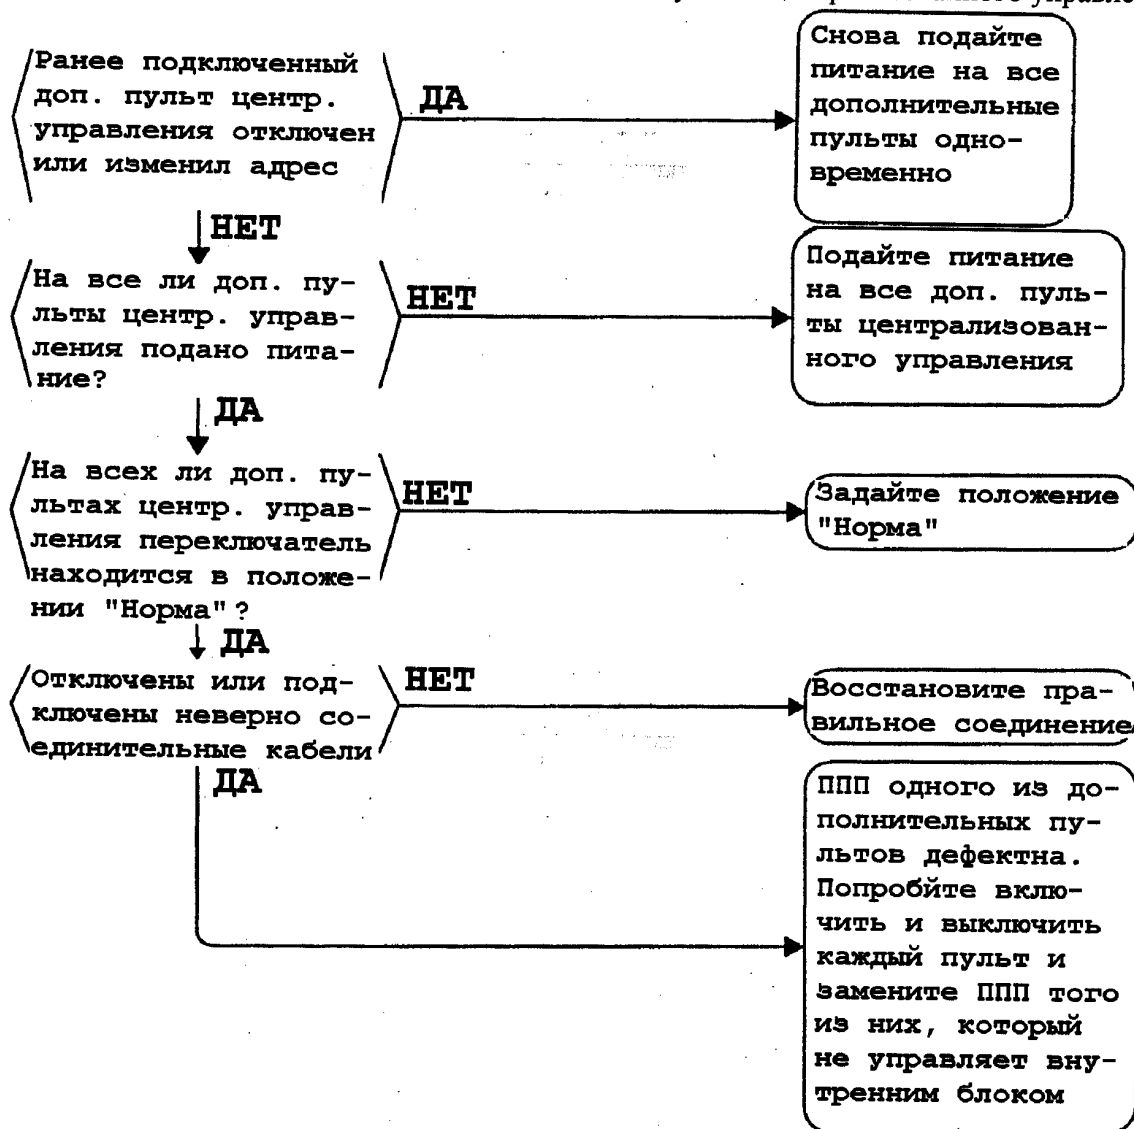 Ранее подключенный
доп. пульт центр.
управления отключен
или изменил адрес
ДА
Снова подайте
питание на все
дополнительные
пульты одно-
временно
НЕТ
На все ли доп. пу-
льты центр. управ-
ления подано пита-
ние?
НЕТ
Подайте питание
на все доп. пуль-
ты централизован-
ного управления
ДА
На всех ли доп. пу-
льтах центр. управ-
ления переключатель
находится в положе-
нии "Норма"?
НЕТ
Задайте положение
"Норма"
ДА
Отключены или под-
ключены неверно со-
единительные кабели
НЕТ
Восстановите пра-
вильное соединение
ДА
ППП одного из до-
полнительных пу-
льтов дефектна.
Попробйте вклю-
чить и выключить
каждый пульт и
замените ППП того
из них, который
не управляет вну-
тренним блоком